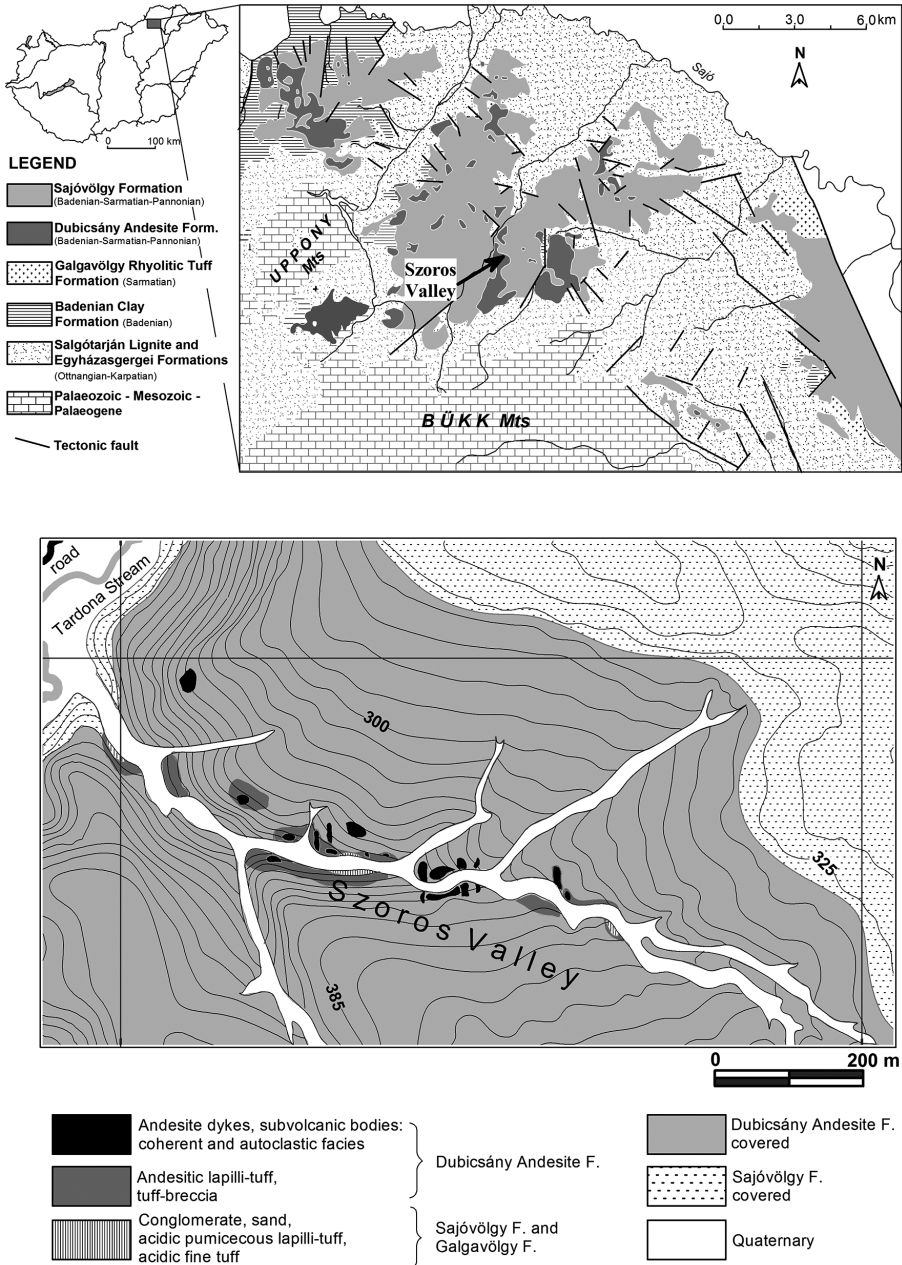 0
100 km
LEGEND
Sajóvölgy Formation
(Badenian-Sarmatian-Pannonian)
Dubicsány Andesite Form.
(Badenian-Sarmatian-Pannonian)
Galgavölgy Rhyolitic Tuff
Formation (Sarmatian)
Badenian Clay
Formation (Badenian)
Salgótarján Lignite and
Egyházasgergei Formations
(Ottnangian-Karpatian)
Palaeozoic - Mesozoic -
Palaeogene
Tectonic fault
0,0
3,0
6,0 km
N
Sajó
UPPONY
Mts
Szoros
Valley
BÜKK Mts
road
Tardona Stream
N
300
325
385
Szoros Valley
0
200 m
Andesite dykes, subvolcanic bodies:
coherent and autoclastic facies
Andesitic lapilli-tuff,
tuff-breccia
Dubicsány Andesite F.
Conglomerate, sand,
acidic pumicecous lapilli-tuff,
acidic fine tuff
Sajóvölgy F. and
Galgavölgy F.
Dubicsány Andesite F.
covered
Sajóvölgy F.
covered
Quaternary